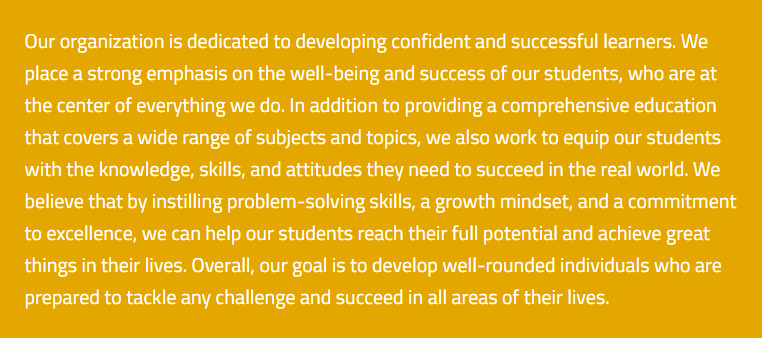 Our organization is dedicated to developing confident and successful learners. We
place a strong emphasis on the well-being and success of our students, who are at
the center of everything we do. In addition to providing a comprehensive education
that covers a wide range of subjects and topics, we also work to equip our students
with the knowledge, skills, and attitudes they need to succeed in the real world. We
believe that by instilling problem-solving skills, a growth mindset, and a commitment
to excellence, we can help our students reach their full potential and achieve great
things in their lives. Overall, our goal is to develop well-rounded individuals who are
prepared to tackle any challenge and succeed in all areas of their lives.